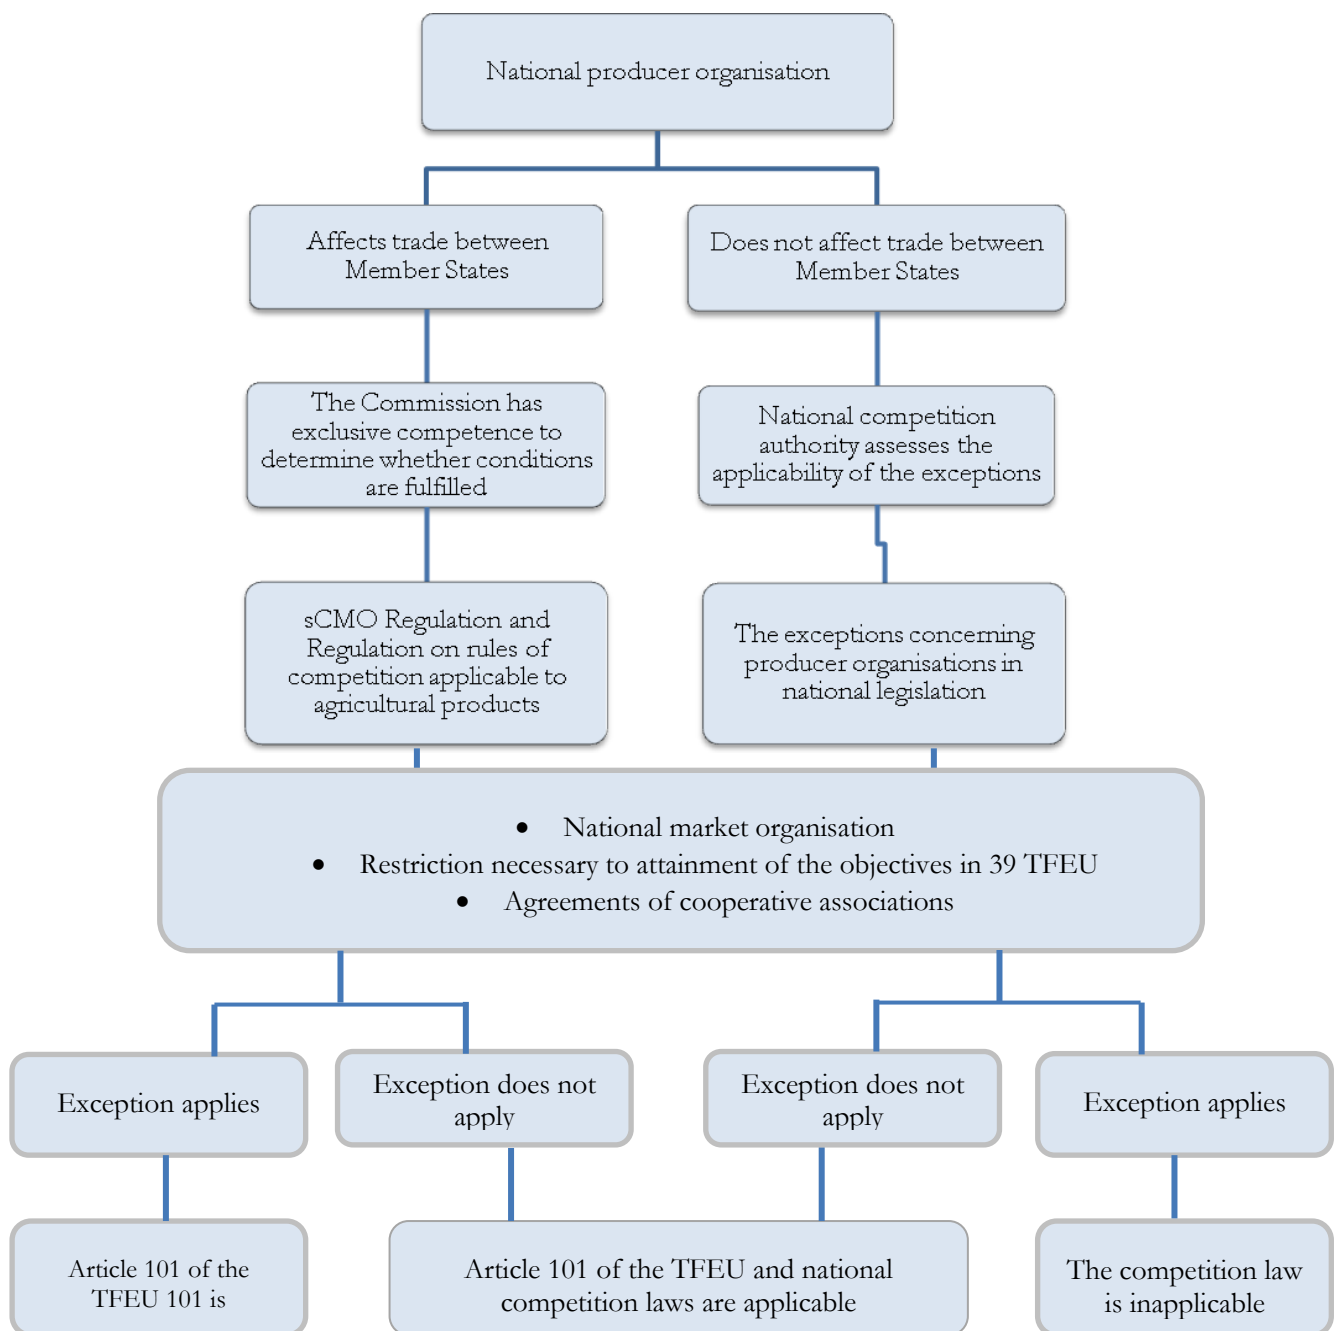 National producer organisation
Affects trade between
Member States
Does not affect trade between
Member States
The Commission has
exclusive competence to
determine whether conditions
are fulfilled
National competition
authority assesses the
applicability of the exceptions
sCMO Regulation and
Regulation on rules of
competition applicable to
agricultural products
The exceptions concerning
producer organisations in
national legislation
• National market organisation
• Restriction necessary to attainment of the objectives in 39 TFEU
• Agreements of cooperative associations
Exception applies
Exception does not
apply
Exception does not
apply
Exception applies
Article 101 of the
TFEU 101 is
Article 101 of the TFEU and national
competition laws are applicable
The competition law
is inapplicable